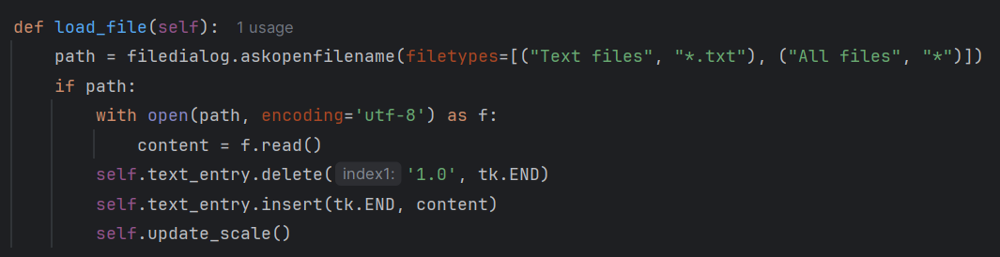 def load_file(self): 1 usage
path = filedialog.askopenfilename(filetypes=[("Text files", "*.txt"), ("All files", "*")])
if path:
with open(path, encoding='utf-8') as f:
content = f.read()
self.text_entry.delete( index1: '1.0', tk.END)
self.text_entry.insert(tk.END, content)
self.update_scale()